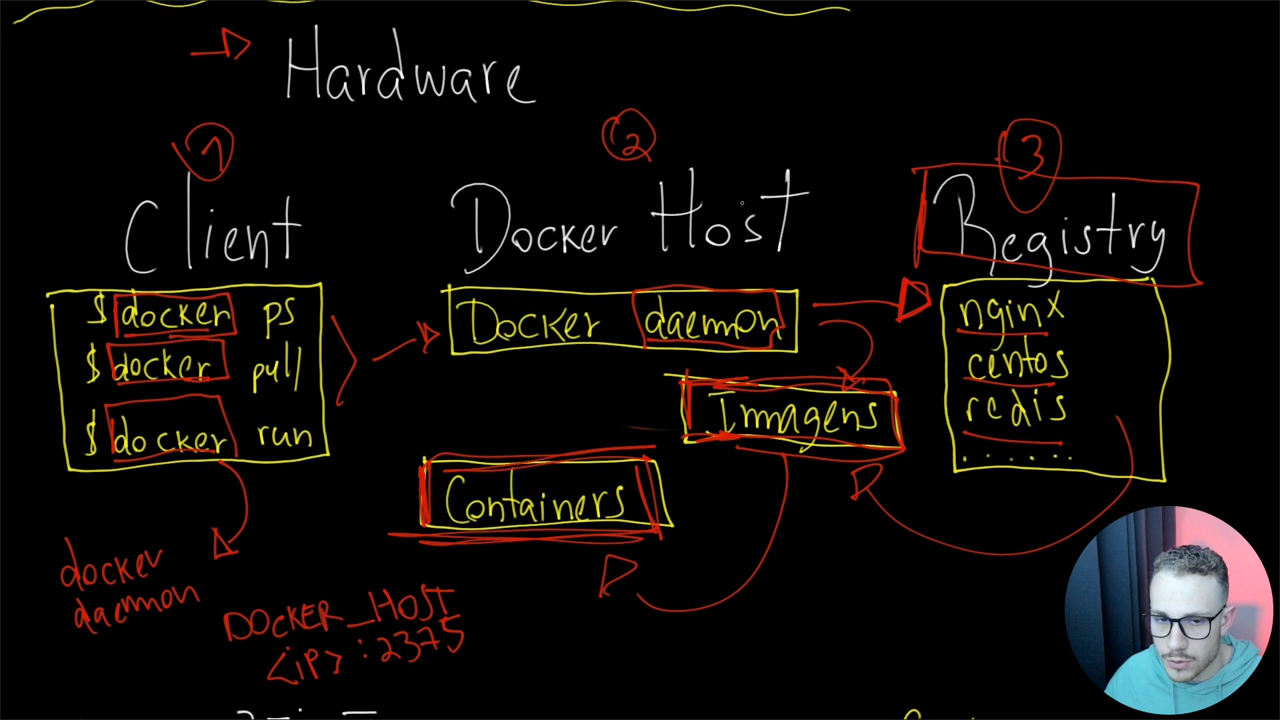 Hardware
1
2
3
Client
Docker Host
Registry
$ docker ps
$ docker pull
$ docker run
Docker daemon
Imagens
Containers
nginx
centos
redis
.......
docker
daemon
DOCKER_HOST
<iP> : 2375